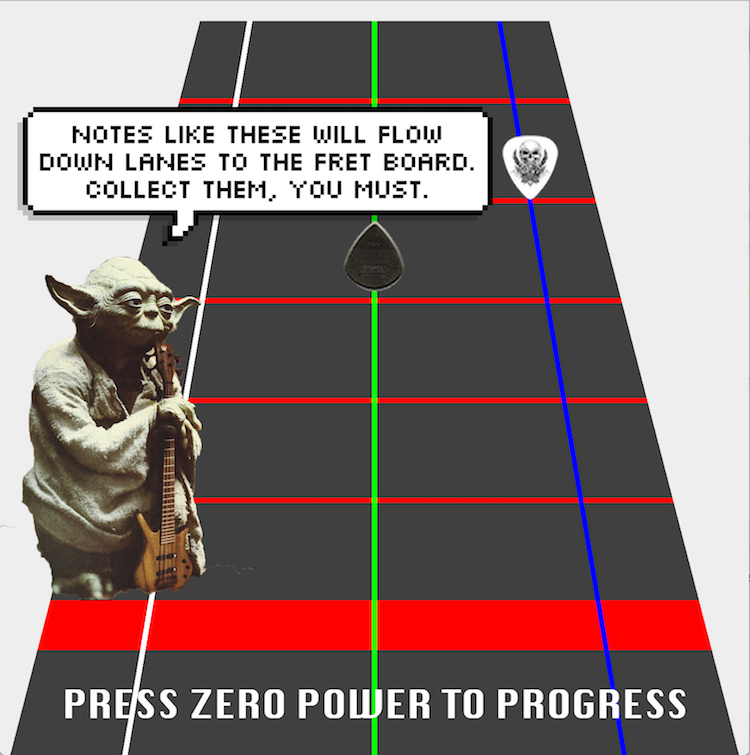 NOTES LIKE THESE WILL FLOW
DOWN LANES TO THE FRET BOARD.
COLLECT THEM, YOU MUST.
PRESS ZERO POWER TO PROGRESS